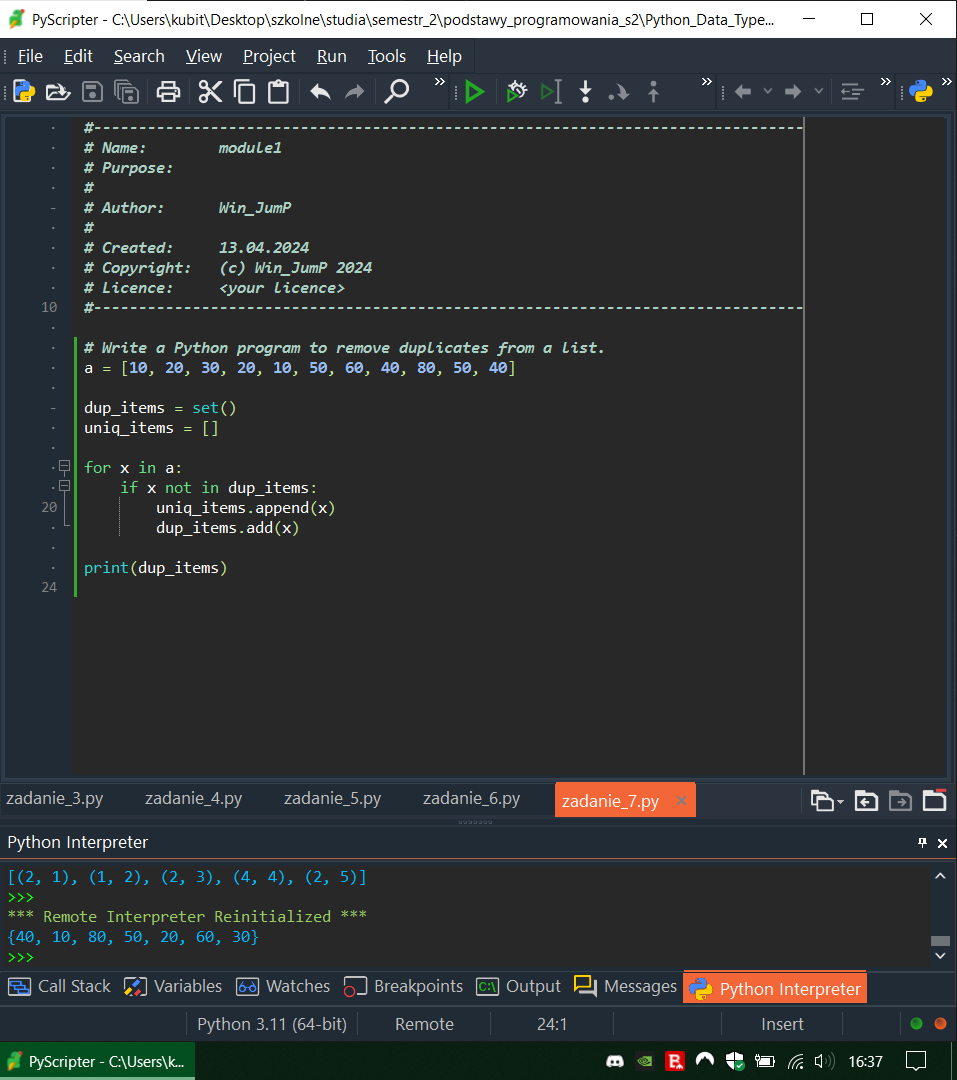 PyScripter - C:\Users\kubit\Desktop\szkolne\studia\semestr_2\podstawy_programowania_s2\Python_Data_Type...
File Edit Search View Project Run Tools Help
#-------------------------------------------------------------------------------
# Name:        module1
# Purpose:
#
# Author:      Win_JumP
#
# Created:     13.04.2024
# Copyright:   (c) Win_JumP 2024
# Licence:     <your licence>
10 #-------------------------------------------------------------------------------
# Write a Python program to remove duplicates from a list.
a = [10, 20, 30, 20, 10, 50, 60, 40, 80, 50, 40]
dup_items = set()
uniq_items = []
for x in a:
    if x not in dup_items:
20         uniq_items.append(x)
        dup_items.add(x)
print(dup_items)
24
zadanie_3.py zadanie_4.py zadanie_5.py zadanie_6.py zadanie_7.py ×
Python Interpreter
[(2, 1), (1, 2), (2, 3), (4, 4), (2, 5)]
>>>
*** Remote Interpreter Reinitialized ***
{40, 10, 80, 50, 20, 60, 30}
>>>
Call Stack Variables Watches Breakpoints Output Messages Python Interpreter
Python 3.11 (64-bit) Remote 24:1 Insert
PyScripter - C:\Users\k... 16:37